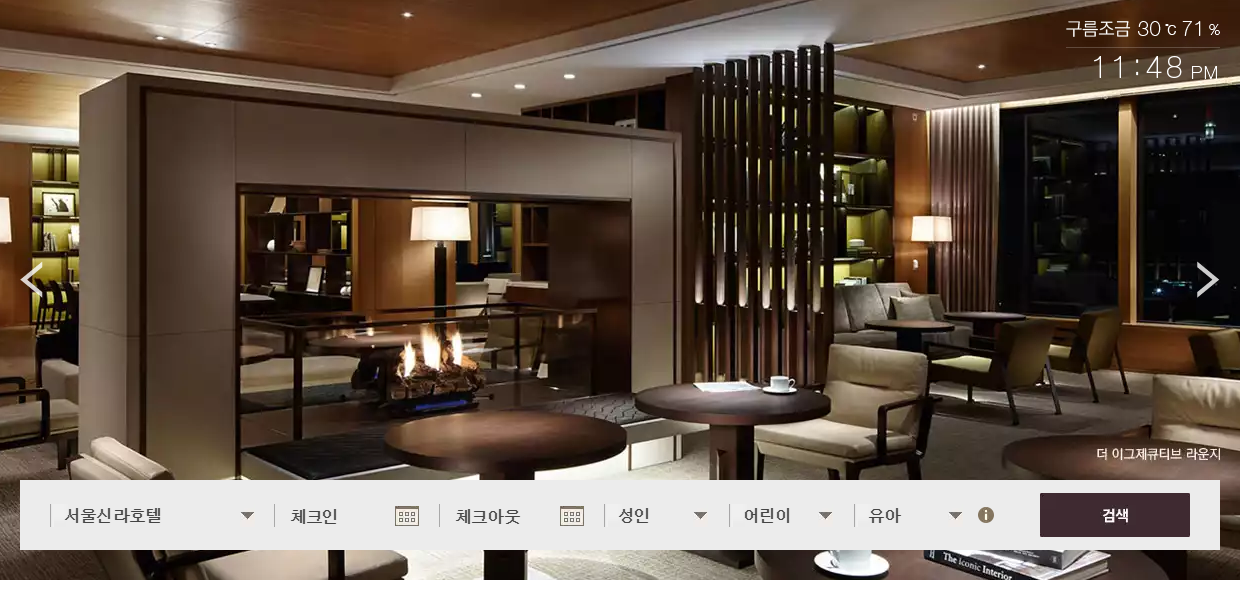 구름조금 30℃ 71%
11:48 PM
더 이그제큐티브 라운지
서울신라호텔 체크인 체크아웃 성인 어린이 유아 검색
The Iconic Interior